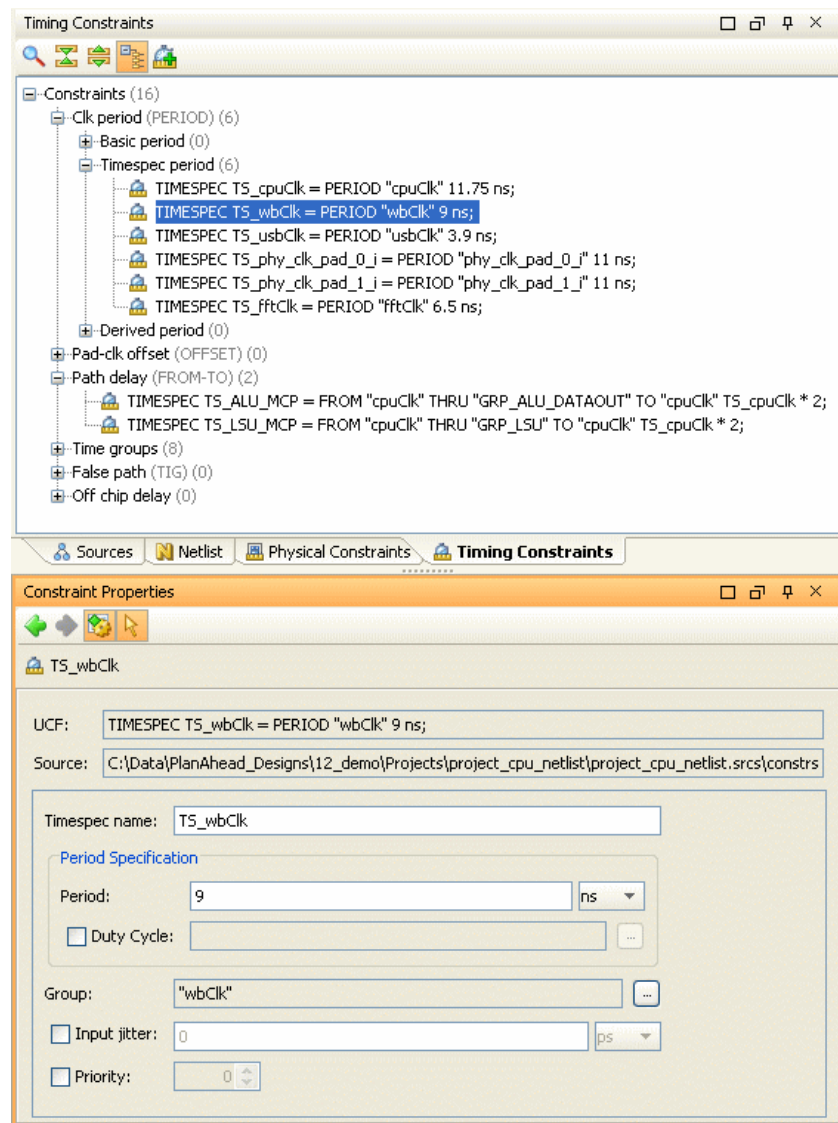 Timing Constraints
Constraints (16)
Clk period (PERIOD) (6)
Basic period (0)
Timespec period (6)
TIMESPEC TS_cpuClk = PERIOD "cpuClk" 11.75 ns;
TIMESPEC TS_wbClk = PERIOD "wbClk" 9 ns;
TIMESPEC TS_usbClk = PERIOD "usbClk" 3.9 ns;
TIMESPEC TS_phy_clk_pad_0_i = PERIOD "phy_clk_pad_0_i" 11 ns;
TIMESPEC TS_phy_clk_pad_1_i = PERIOD "phy_clk_pad_1_i" 11 ns;
TIMESPEC TS_fftClk = PERIOD "fftClk" 6.5 ns;
Derived period (0)
Pad-clk offset (OFFSET) (0)
Path delay (FROM-TO) (2)
TIMESPEC TS_ALU_MCP = FROM "cpuClk" THRU "GRP_ALU_DATAOUT" TO "cpuClk" TS_cpuClk * 2;
TIMESPEC TS_LSU_MCP = FROM "cpuClk" THRU "GRP_LSU" TO "cpuClk" TS_cpuClk * 2;
Time groups (8)
False path (TIG) (0)
Off chip delay (0)
Sources Netlist Physical Constraints Timing Constraints
Constraint Properties
TS_wbClk
UCF: TIMESPEC TS_wbClk = PERIOD "wbClk" 9 ns;
Source: C:\Data\PlanAhead_Designs\12_demo\Projects\project_cpu_netlist\project_cpu_netlist.srcs\constrs
Timespec name: TS_wbClk
Period Specification
Period: 9 ns
Duty Cycle: ...
Group: "wbClk" ...
Input jitter: 0 ps
Priority: 0